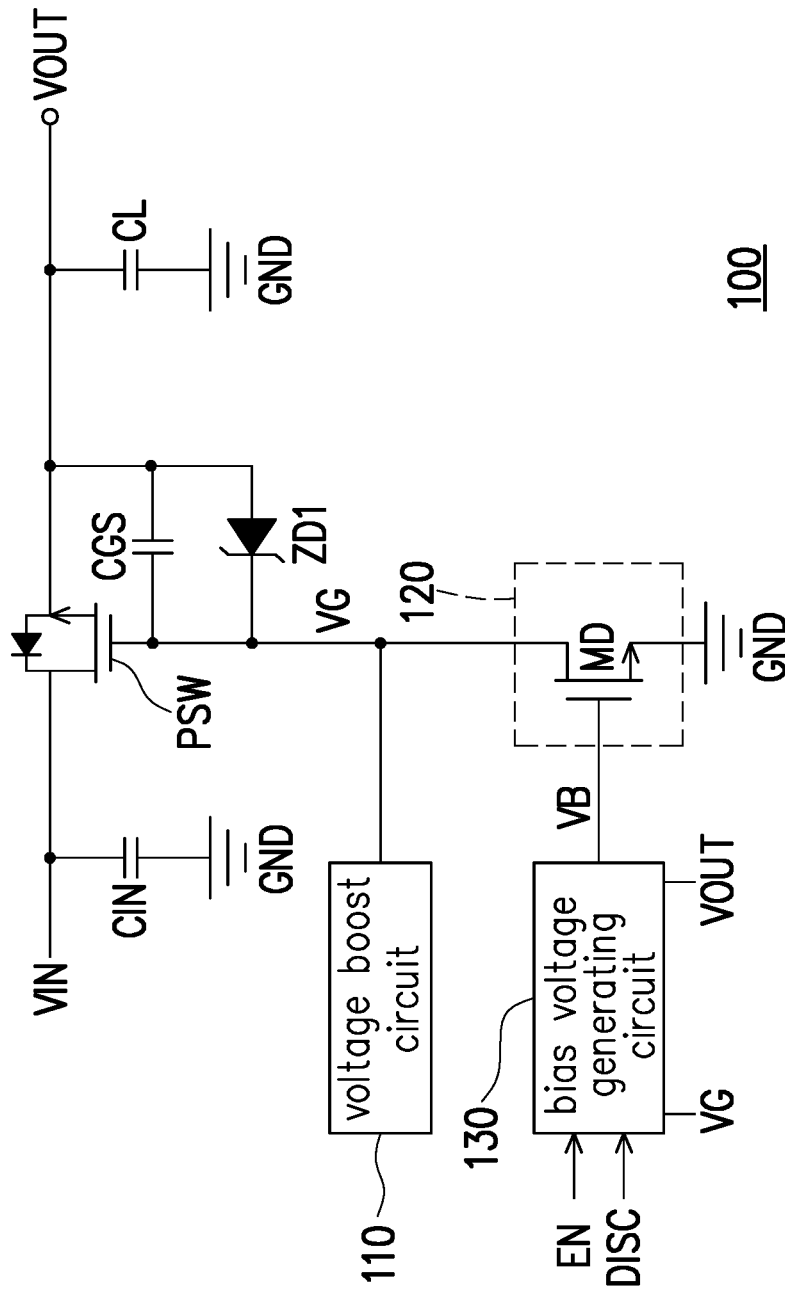 VIN
VOUT
CIN
GND
PSW
CGS
ZD1
CL
GND
VG
voltage boost
circuit
110
120
MD
GND
VB
130
bias voltage
generating
circuit
EN
DISC
VG
VOUT
100